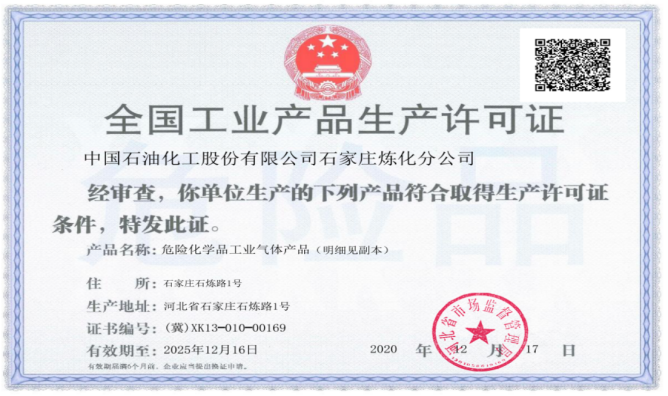 全国工业产品生产许可证
中国石油化工股份有限公司石家庄炼化分公司
经审查，你单位生产的下列产品符合取得生产许可证
条件，特发此证。
危险品
产品名称：危险化学品工业气体产品（明细见副本）
住 所：石家庄石炼路1号
生产地址：河北省石家庄石炼路1号
证书编号：（冀）XK13-010-00169
河北省市场监督管理局
有效期至：2025年12月16日 2020 年 12 月 17 日
有效期届满6个月前，企业应当提出换证申请。